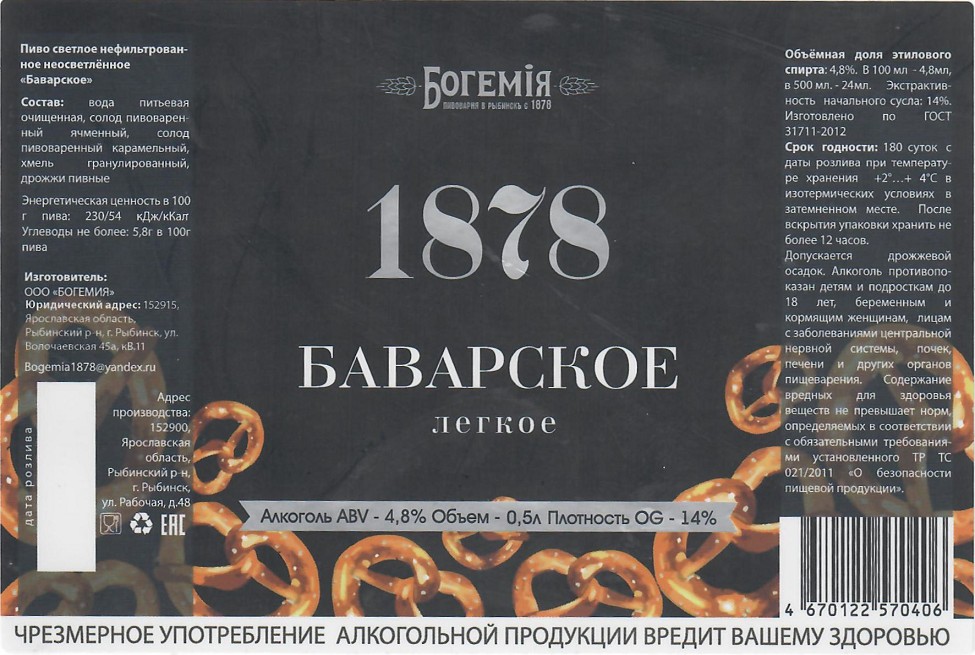 Пиво светлое нефильтрован-
ное неосветлённое
«Баварское»
Состав: вода питьевая
очищенная, солод пивоварен-
ный ячменный, солод
пивоваренный карамельный,
хмель гранулированный,
дрожжи пивные
Энергетическая ценность в 100
г пива: 230/54 кДж/кКал
Углеводы не более: 5,8г в 100г
пива
Изготовитель:
ООО «БОГЕМИЯ»
Юридический адрес: 152915,
Ярославская область,
Рыбинский р-н, г. Рыбинск, ул.
Волочаевская 45а, кВ.11
Bogemia1878@yandex.ru
Адрес
производства:
152900,
Ярославская
область,
Рыбинский р-н,
г. Рыбинск,
ул. Рабочая, д.48
дата розлива
EAC
БОГЕМIЯ
ПИВОВАРНЯ В РЫБИНСКЪ С 1878
1878
БАВАРСКОЕ
легкое
Алкоголь ABV - 4,8% Объем - 0,5л Плотность OG - 14%
Объёмная доля этилового
спирта: 4,8%. В 100 мл - 4,8мл,
в 500 мл. - 24мл. Экстрактив-
ность начального сусла: 14%.
Изготовлено по ГОСТ
31711-2012
Срок годности: 180 суток с
даты розлива при температу-
ре хранения +2°...+ 4°С в
изотермических условиях в
затемненном месте. После
вскрытия упаковки хранить не
более 12 часов.
Допускается дрожжевой
осадок. Алкоголь противопо-
казан детям и подросткам до
18 лет, беременным и
кормящим женщинам, лицам
с заболеваниями центральной
нервной системы, почек,
печени и других органов
пищеварения. Содержание
вредных для здоровья
веществ не превышает норм,
определяемых в соответствии
с обязательными требования-
ми установленного ТР ТС
021/2011 «О безопасности
пищевой продукции».
4 670122 570406
ЧРЕЗМЕРНОЕ УПОТРЕБЛЕНИЕ АЛКОГОЛЬНОЙ ПРОДУКЦИИ ВРЕДИТ ВАШЕМУ ЗДОРОВЬЮ